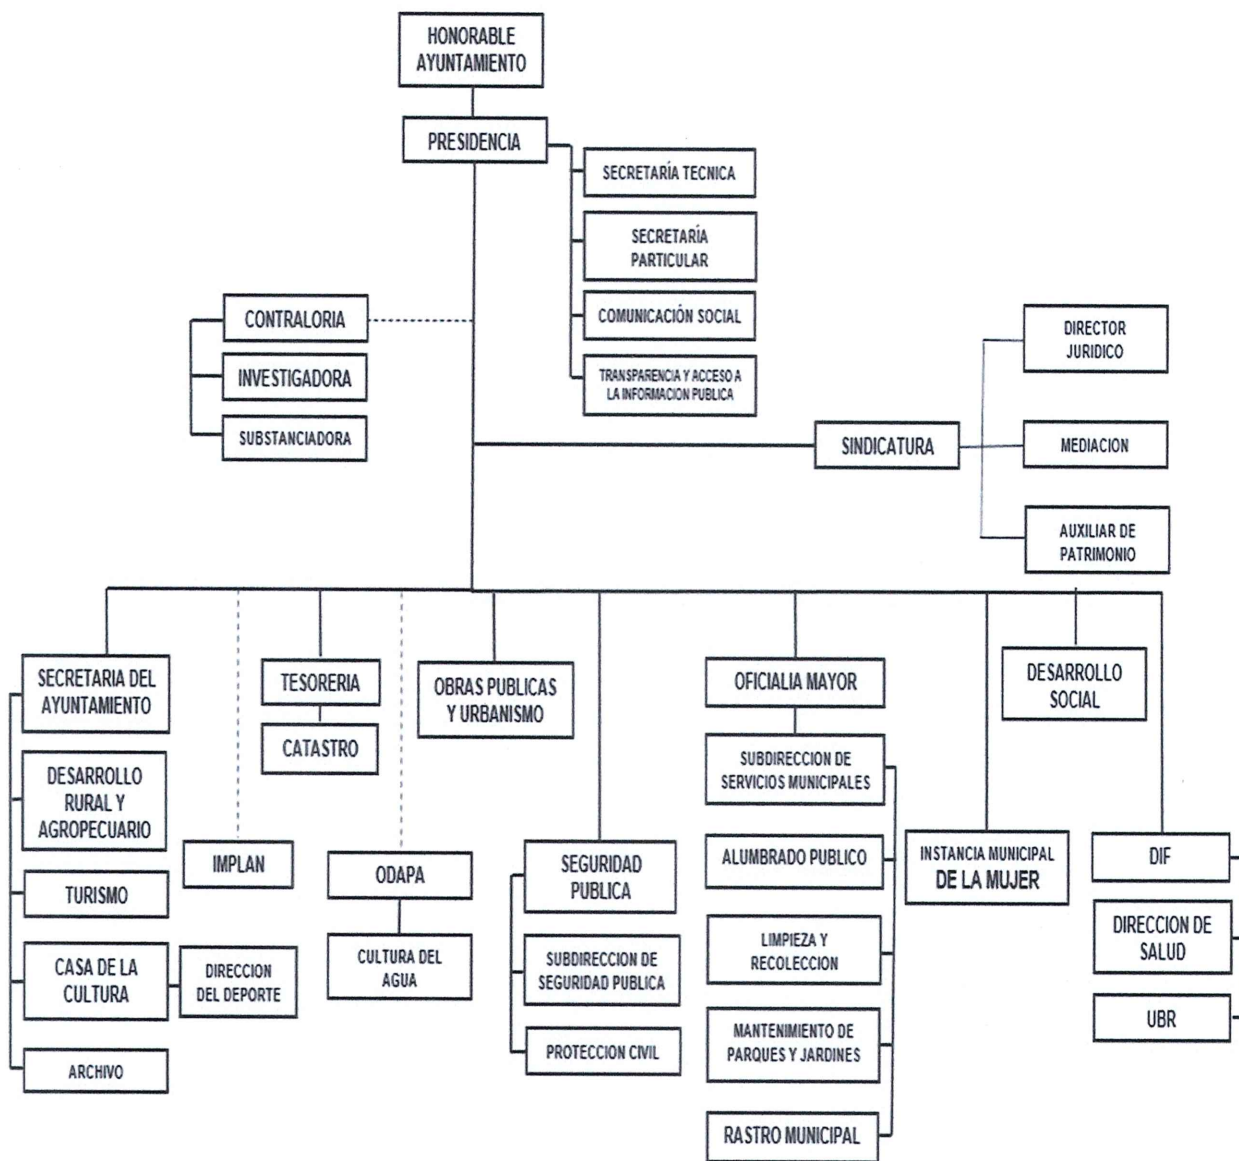 HONORABLE
AYUNTAMIENTO
PRESIDENCIA
SECRETARÍA TECNICA
SECRETARÍA
PARTICULAR
COMUNICACIÓN SOCIAL
TRANSPARENCIA Y ACCESO A
LA INFORMACION PUBLICA
CONTRALORIA
INVESTIGADORA
SUBSTANCIADORA
SINDICATURA
DIRECTOR
JURIDICO
MEDIACION
AUXILIAR DE
PATRIMONIO
SECRETARIA DEL
AYUNTAMIENTO
DESARROLLO
RURAL Y
AGROPECUARIO
TURISMO
CASA DE LA
CULTURA
DIRECCION
DEL DEPORTE
ARCHIVO
IMPLAN
TESORERIA
CATASTRO
ODAPA
CULTURA DEL
AGUA
OBRAS PUBLICAS
Y URBANISMO
SEGURIDAD
PUBLICA
SUBDIRECCION DE
SEGURIDAD PUBLICA
PROTECCION CIVIL
OFICIALIA MAYOR
SUBDIRECCION DE
SERVICIOS MUNICIPALES
ALUMBRADO PUBLICO
LIMPIEZA Y
RECOLECCION
MANTENIMIENTO DE
PARQUES Y JARDINES
RASTRO MUNICIPAL
INSTANCIA MUNICIPAL
DE LA MUJER
DESARROLLO
SOCIAL
DIF
DIRECCION DE
SALUD
UBR